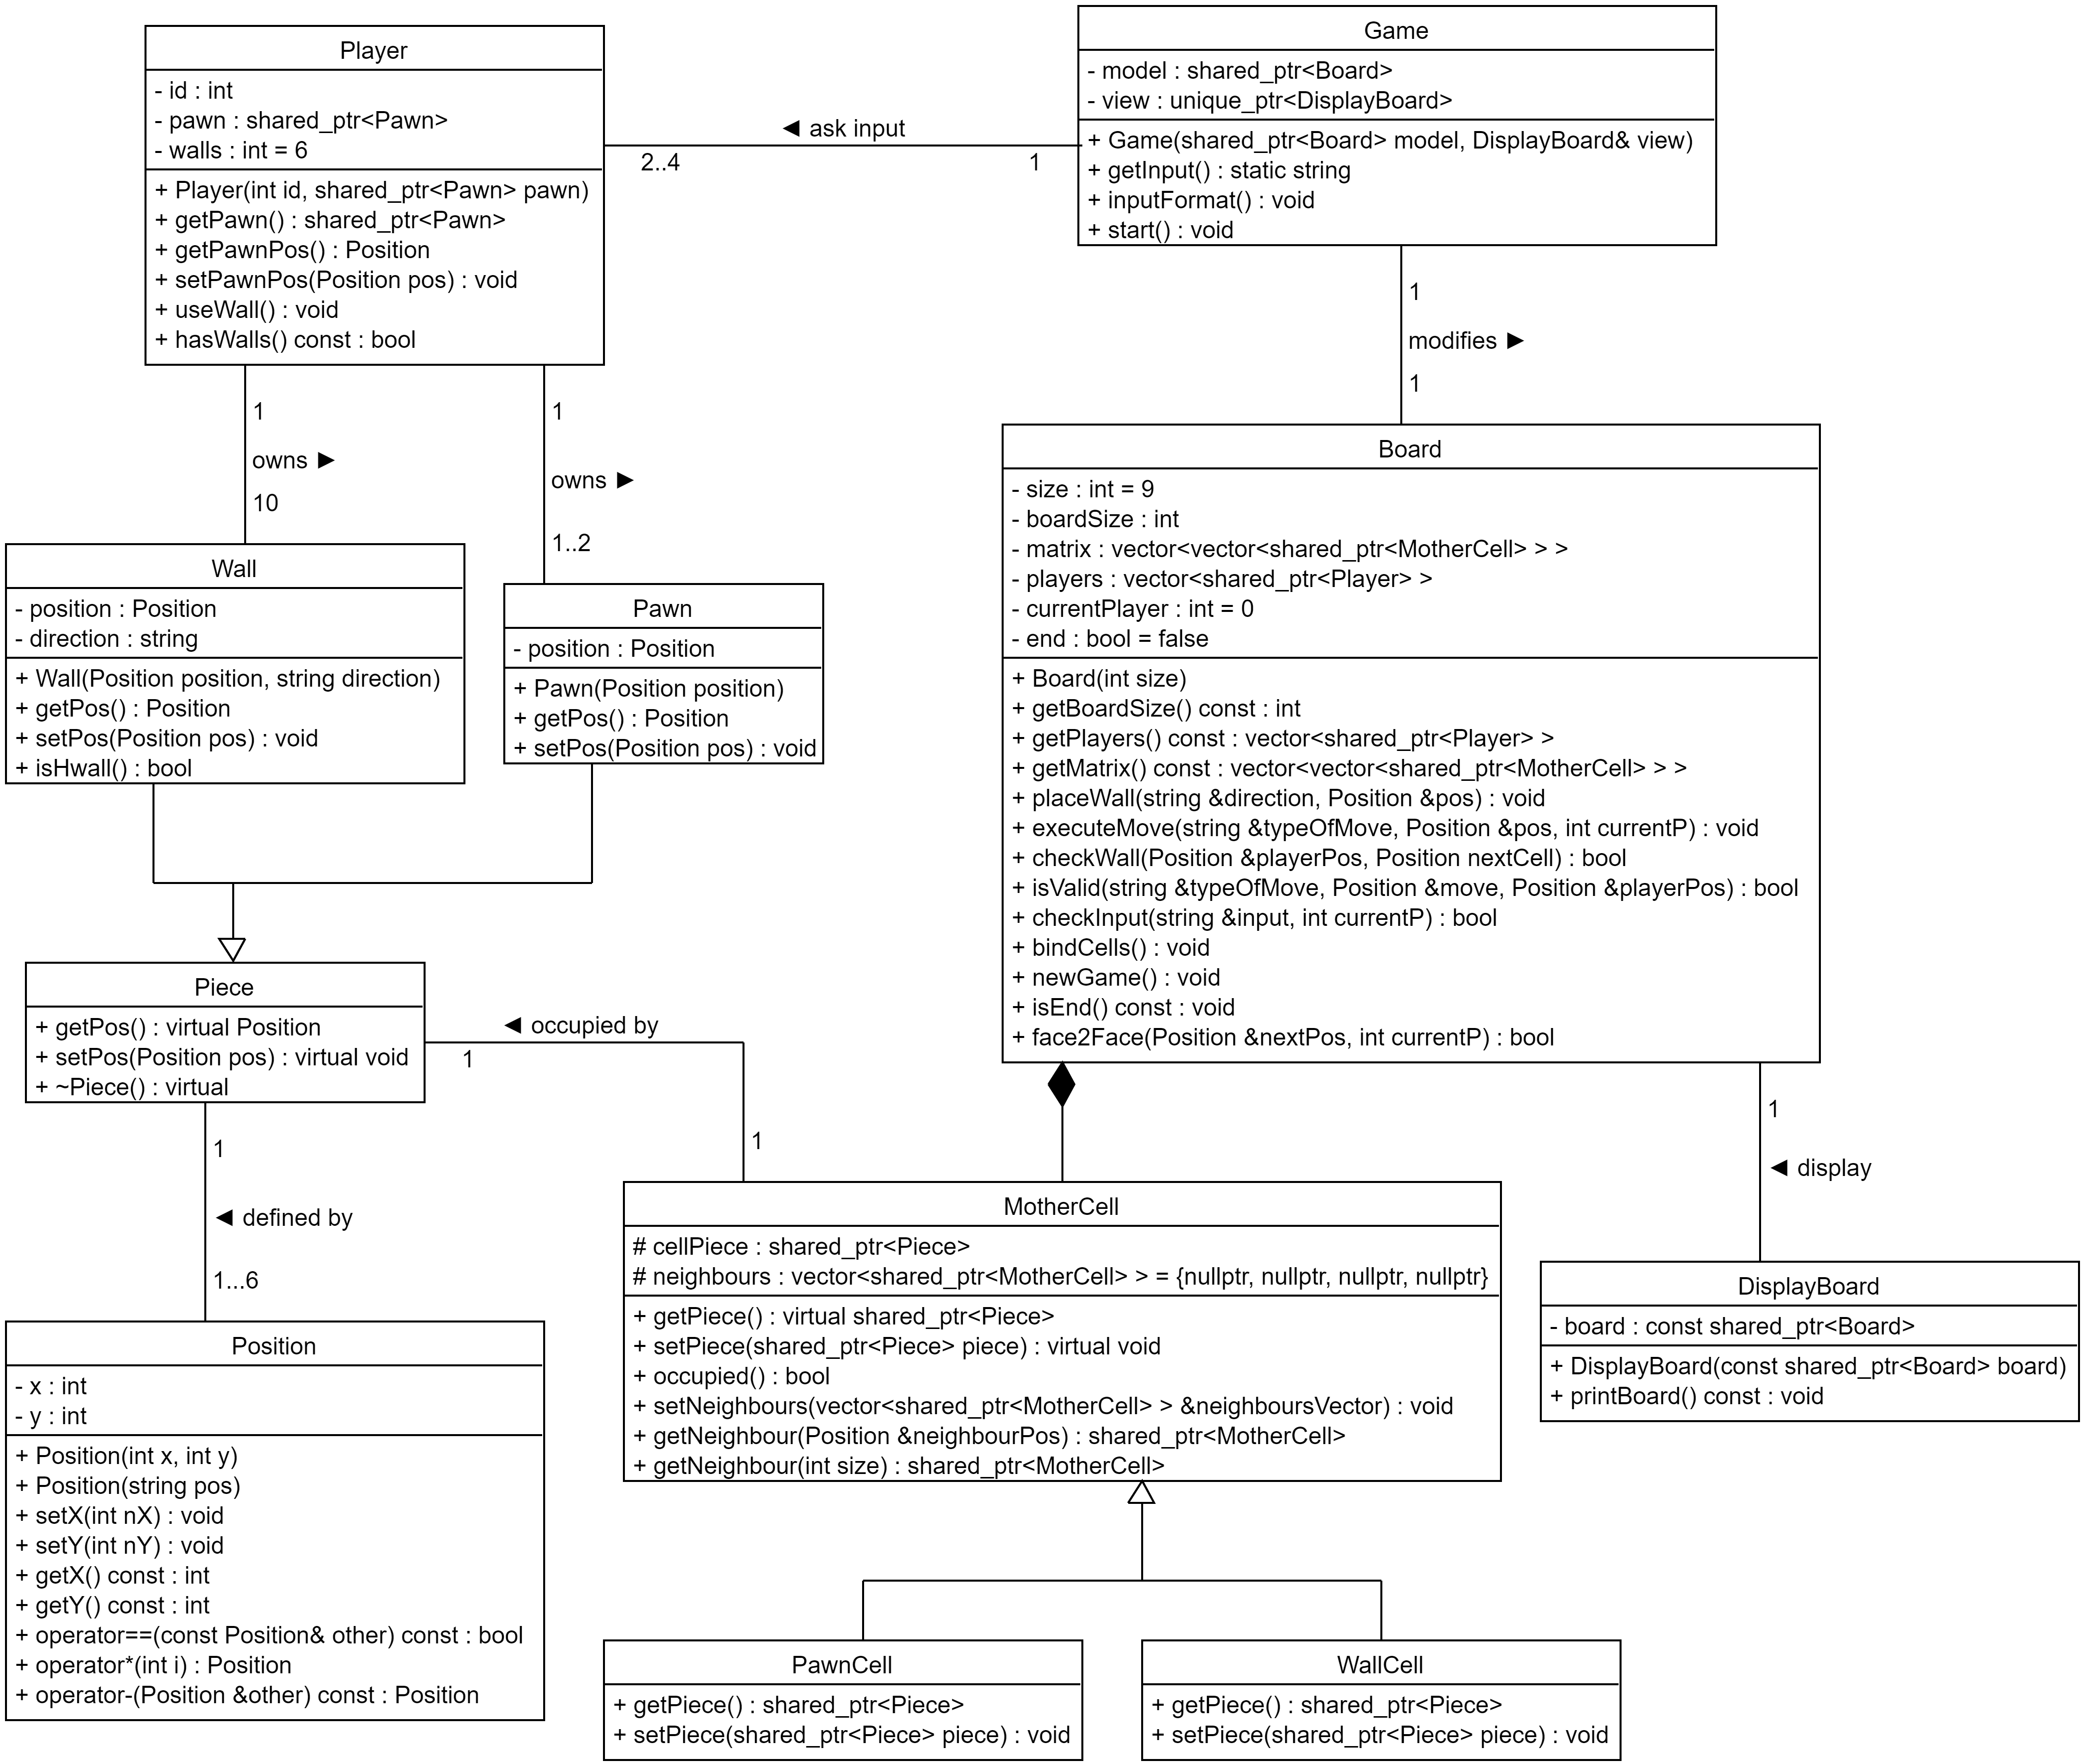 Player
- id : int
- pawn : shared_ptr<Pawn>
- walls : int = 6
+ Player(int id, shared_ptr<Pawn> pawn)
+ getPawn() : shared_ptr<Pawn>
+ getPawnPos() : Position
+ setPawnPos(Position pos) : void
+ useWall() : void
+ hasWalls() const : bool
◄ ask input
2..4
1
Game
- model : shared_ptr<Board>
- view : unique_ptr<DisplayBoard>
+ Game(shared_ptr<Board> model, DisplayBoard& view)
+ getInput() : static string
+ inputFormat() : void
+ start() : void
1
modifies ►
1
1
owns ►
10
1
owns ►
1..2
Wall
- position : Position
- direction : string
+ Wall(Position position, string direction)
+ getPos() : Position
+ setPos(Position pos) : void
+ isHwall() : bool
Pawn
- position : Position
+ Pawn(Position position)
+ getPos() : Position
+ setPos(Position pos) : void
Board
- size : int = 9
- boardSize : int
- matrix : vector<vector<shared_ptr<MotherCell> > >
- players : vector<shared_ptr<Player> >
- currentPlayer : int = 0
- end : bool = false
+ Board(int size)
+ getBoardSize() const : int
+ getPlayers() const : vector<shared_ptr<Player> >
+ getMatrix() const : vector<vector<shared_ptr<MotherCell> > >
+ placeWall(string &direction, Position &pos) : void
+ executeMove(string &typeOfMove, Position &pos, int currentP) : void
+ checkWall(Position &playerPos, Position nextCell) : bool
+ isValid(string &typeOfMove, Position &move, Position &playerPos) : bool
+ checkInput(string &input, int currentP) : bool
+ bindCells() : void
+ newGame() : void
+ isEnd() const : void
+ face2Face(Position &nextPos, int currentP) : bool
Piece
+ getPos() : virtual Position
+ setPos(Position pos) : virtual void
+ ~Piece() : virtual
◄ occupied by
1
1
1
◄ defined by
1...6
1
◄ display
MotherCell
# cellPiece : shared_ptr<Piece>
# neighbours : vector<shared_ptr<MotherCell> > = {nullptr, nullptr, nullptr, nullptr}
+ getPiece() : virtual shared_ptr<Piece>
+ setPiece(shared_ptr<Piece> piece) : virtual void
+ occupied() : bool
+ setNeighbours(vector<shared_ptr<MotherCell> > &neighboursVector) : void
+ getNeighbour(Position &neighbourPos) : shared_ptr<MotherCell>
+ getNeighbour(int size) : shared_ptr<MotherCell>
DisplayBoard
- board : const shared_ptr<Board>
+ DisplayBoard(const shared_ptr<Board> board)
+ printBoard() const : void
Position
- x : int
- y : int
+ Position(int x, int y)
+ Position(string pos)
+ setX(int nX) : void
+ setY(int nY) : void
+ getX() const : int
+ getY() const : int
+ operator==(const Position& other) const : bool
+ operator*(int i) : Position
+ operator-(Position &other) const : Position
PawnCell
+ getPiece() : shared_ptr<Piece>
+ setPiece(shared_ptr<Piece> piece) : void
WallCell
+ getPiece() : shared_ptr<Piece>
+ setPiece(shared_ptr<Piece> piece) : void